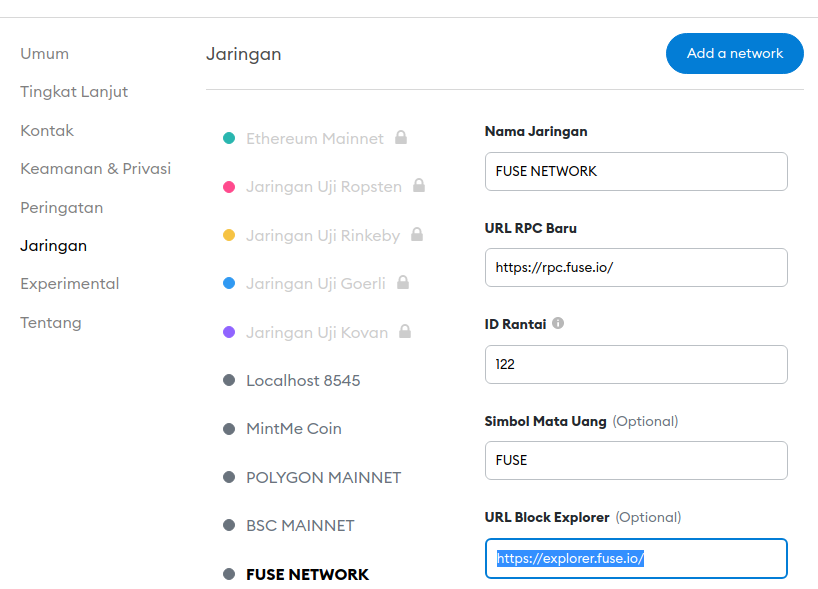 Umum
Tingkat Lanjut
Kontak
Keamanan & Privasi
Peringatan
Jaringan
Experimental
Tentang
Jaringan
Add a network
Ethereum Mainnet
Jaringan Uji Ropsten
Jaringan Uji Rinkeby
Jaringan Uji Goerli
Jaringan Uji Kovan
Localhost 8545
MintMe Coin
POLYGON MAINNET
BSC MAINNET
FUSE NETWORK
Nama Jaringan
FUSE NETWORK
URL RPC Baru
https://rpc.fuse.io/
ID Rantai
122
Simbol Mata Uang (Optional)
FUSE
URL Block Explorer (Optional)
https://explorer.fuse.io/